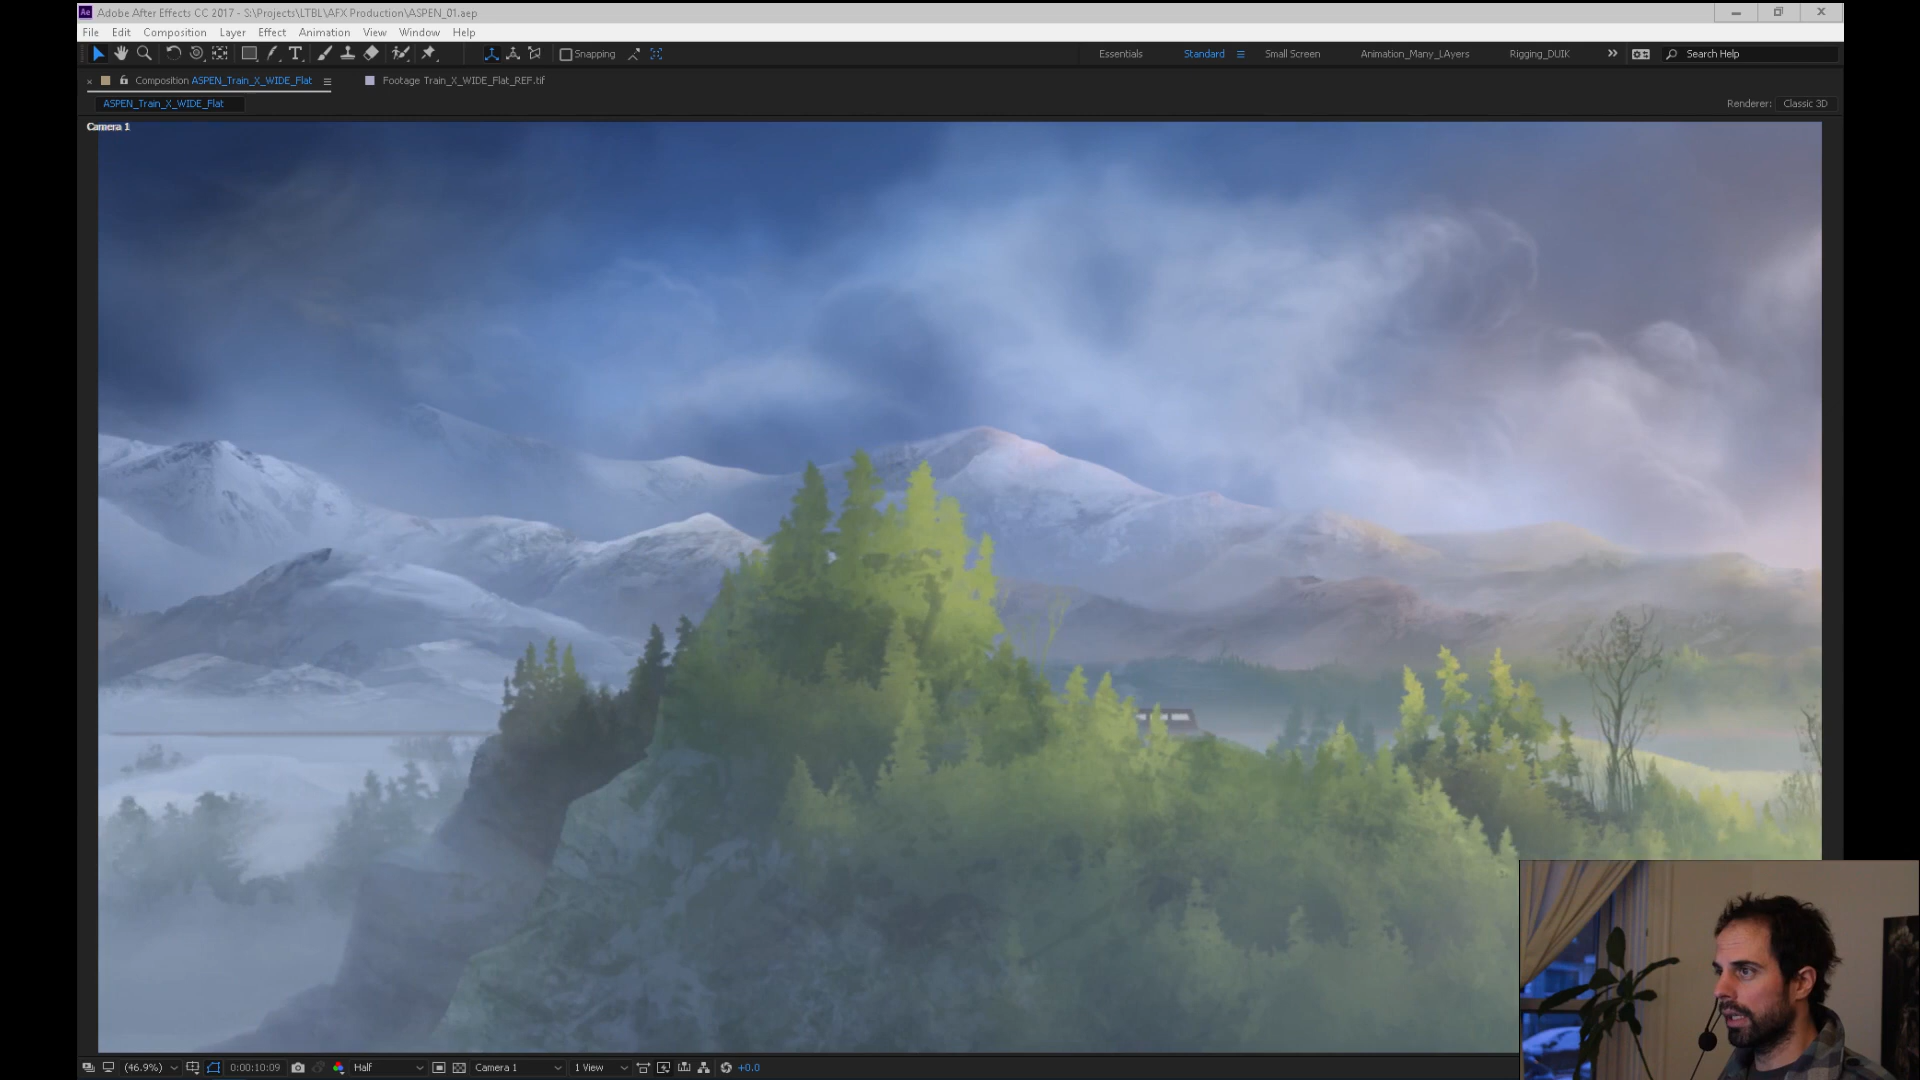 Ae Adobe After Effects CC 2017 - S:\Projects\LTBL\AFX Production\ASPEN_01.aep
File Edit Composition Layer Effect Animation View Window Help
Snapping Essentials Standard Small Screen Animation_Many_LAyers Rigging_DUIK Search Help
Composition ASPEN_Train_X_WIDE_Flat Footage Train_X_WIDE_Flat_REF.tif
ASPEN_Train_X_WIDE_Flat Renderer: Classic 3D
Camera 1
(46.9%) 0:00:10:09 Half Camera 1 1 View +0.0